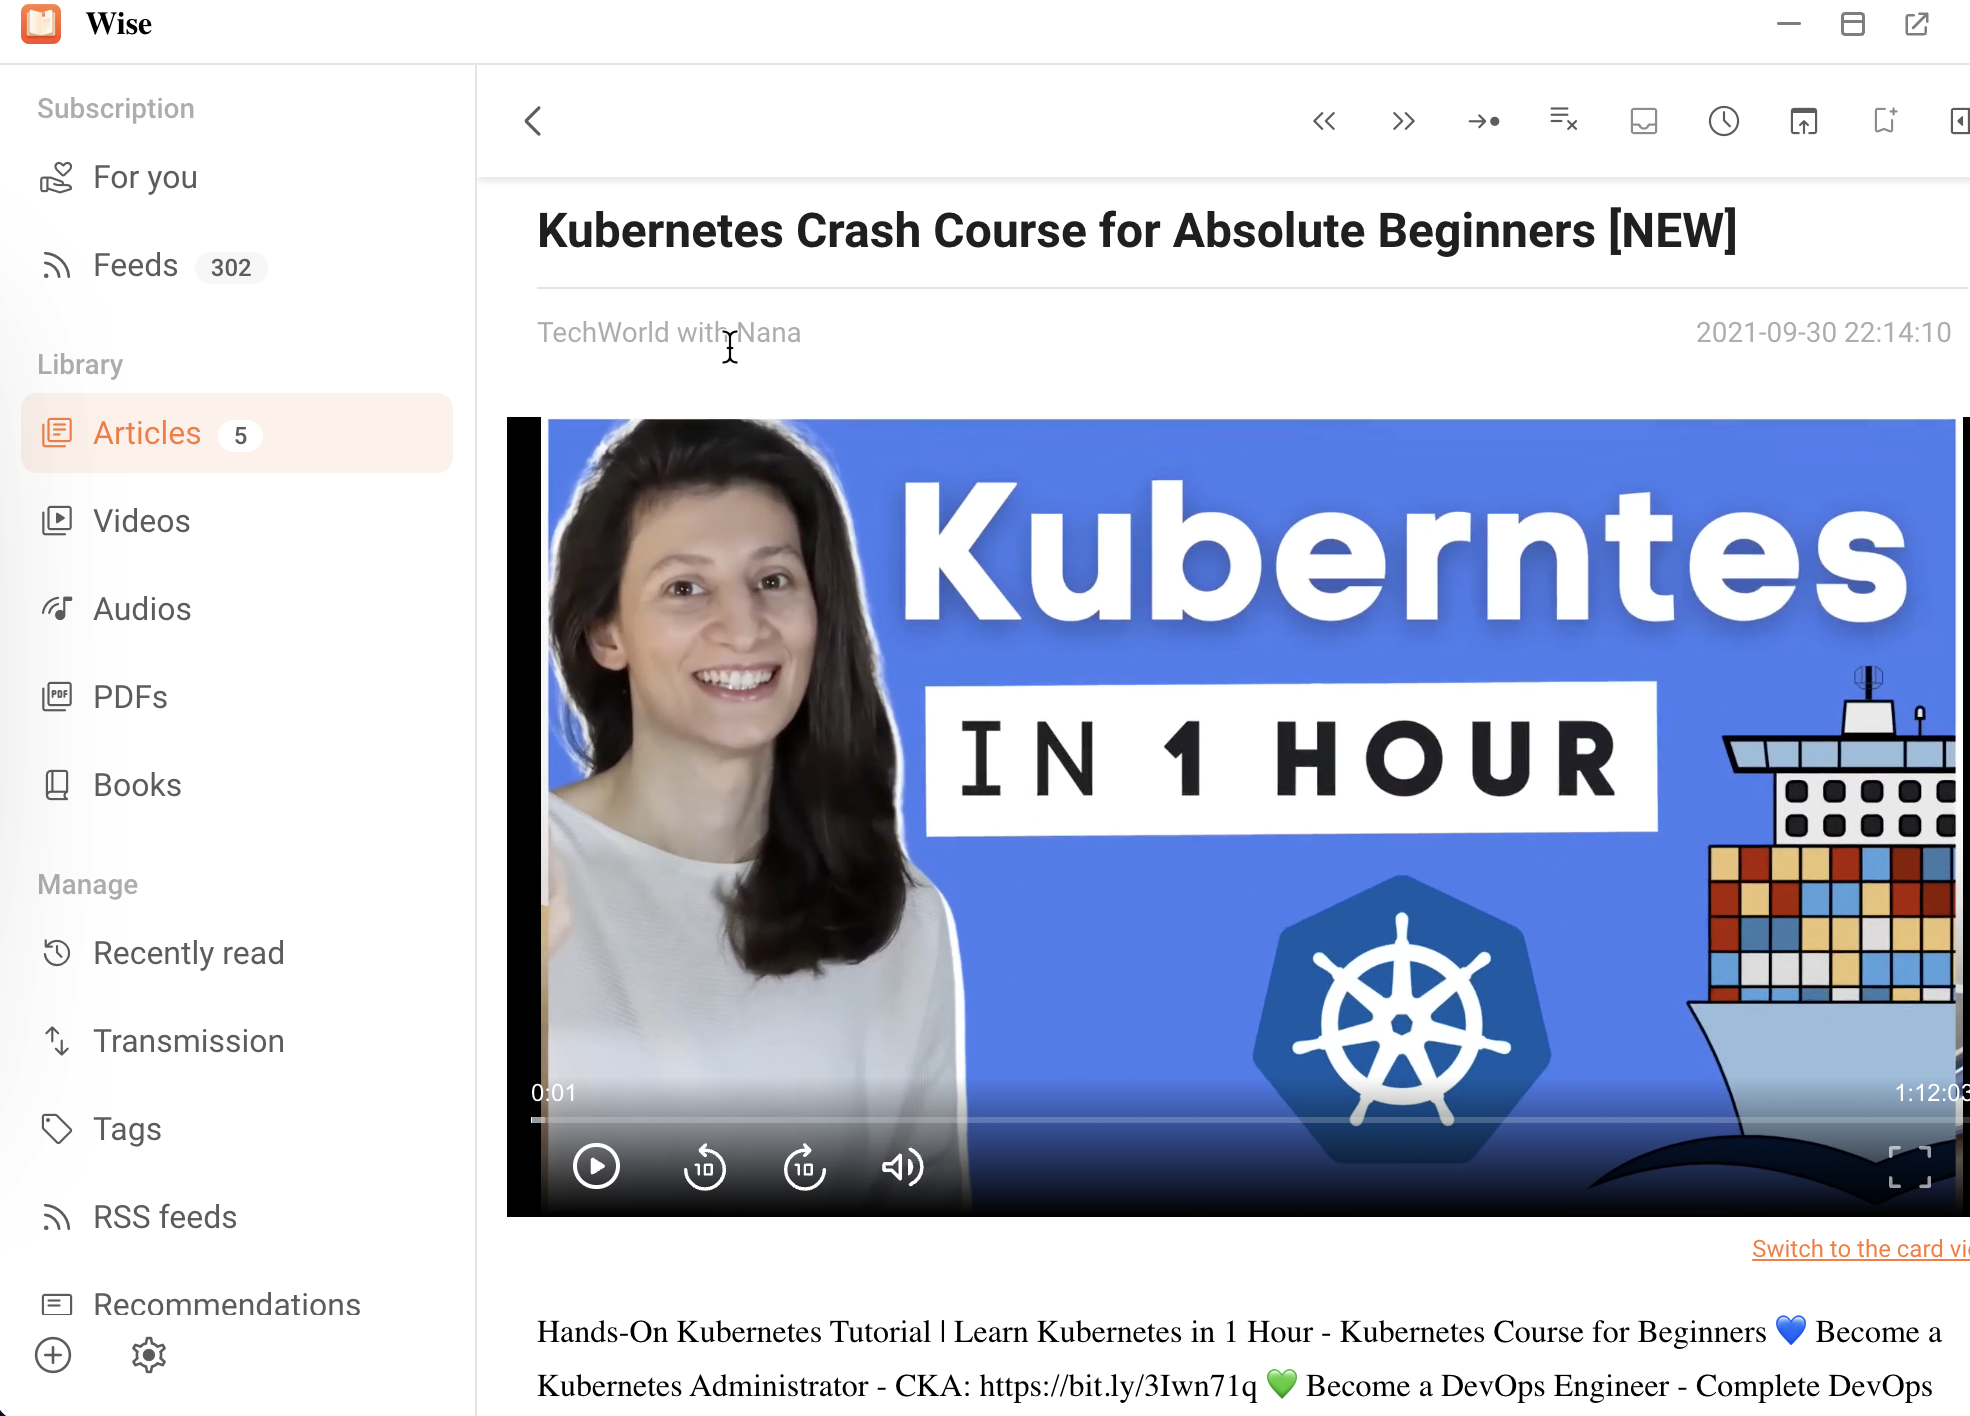 Wise
Subscription
For you
Feeds 302
Library
Articles 5
Videos
Audios
PDF PDFs
Books
Manage
Recently read
Transmission
Tags
RSS feeds
Recommendations
Kubernetes Crash Course for Absolute Beginners [NEW]
TechWorld with Nana 2021-09-30 22:14:10
Kuberntes
IN 1 HOUR
0:01 1:12:03
10 10
Switch to the card vi
Hands-On Kubernetes Tutorial | Learn Kubernetes in 1 Hour - Kubernetes Course for Beginners 💙 Become a
Kubernetes Administrator - CKA: https://bit.ly/3Iwn71q 💚 Become a DevOps Engineer - Complete DevOps